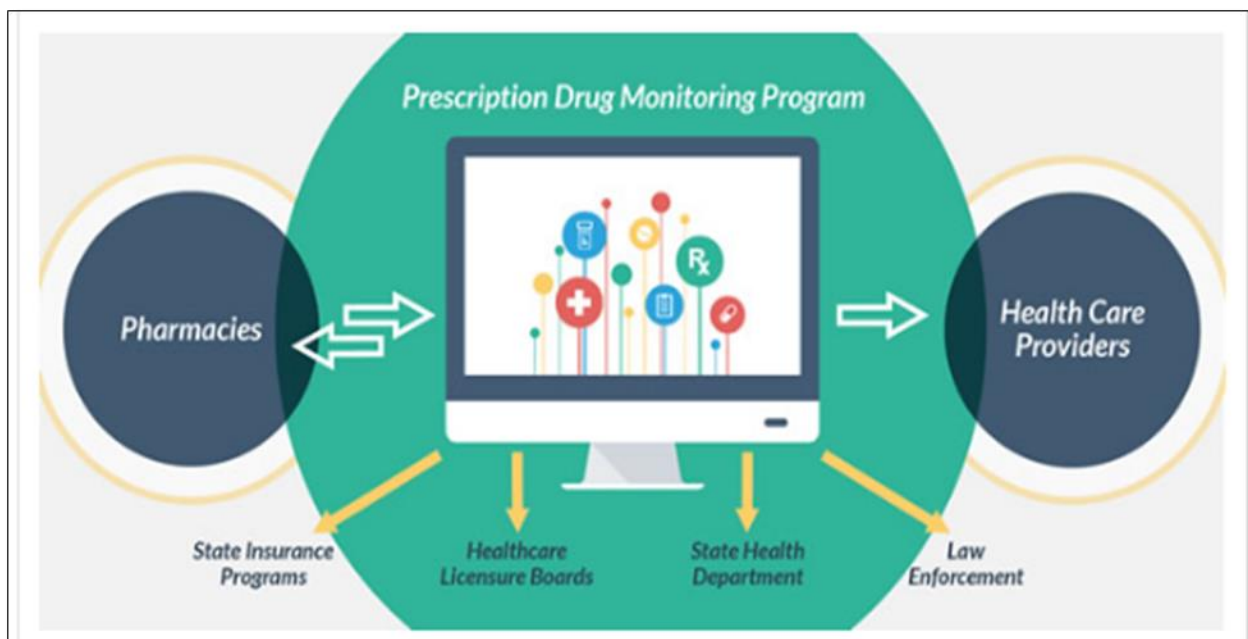 Prescription Drug Monitoring Program
Rx
Pharmacies
Health Care
Providers
State Insurance
Programs
Healthcare
Licensure Boards
State Health
Department
Law
Enforcement